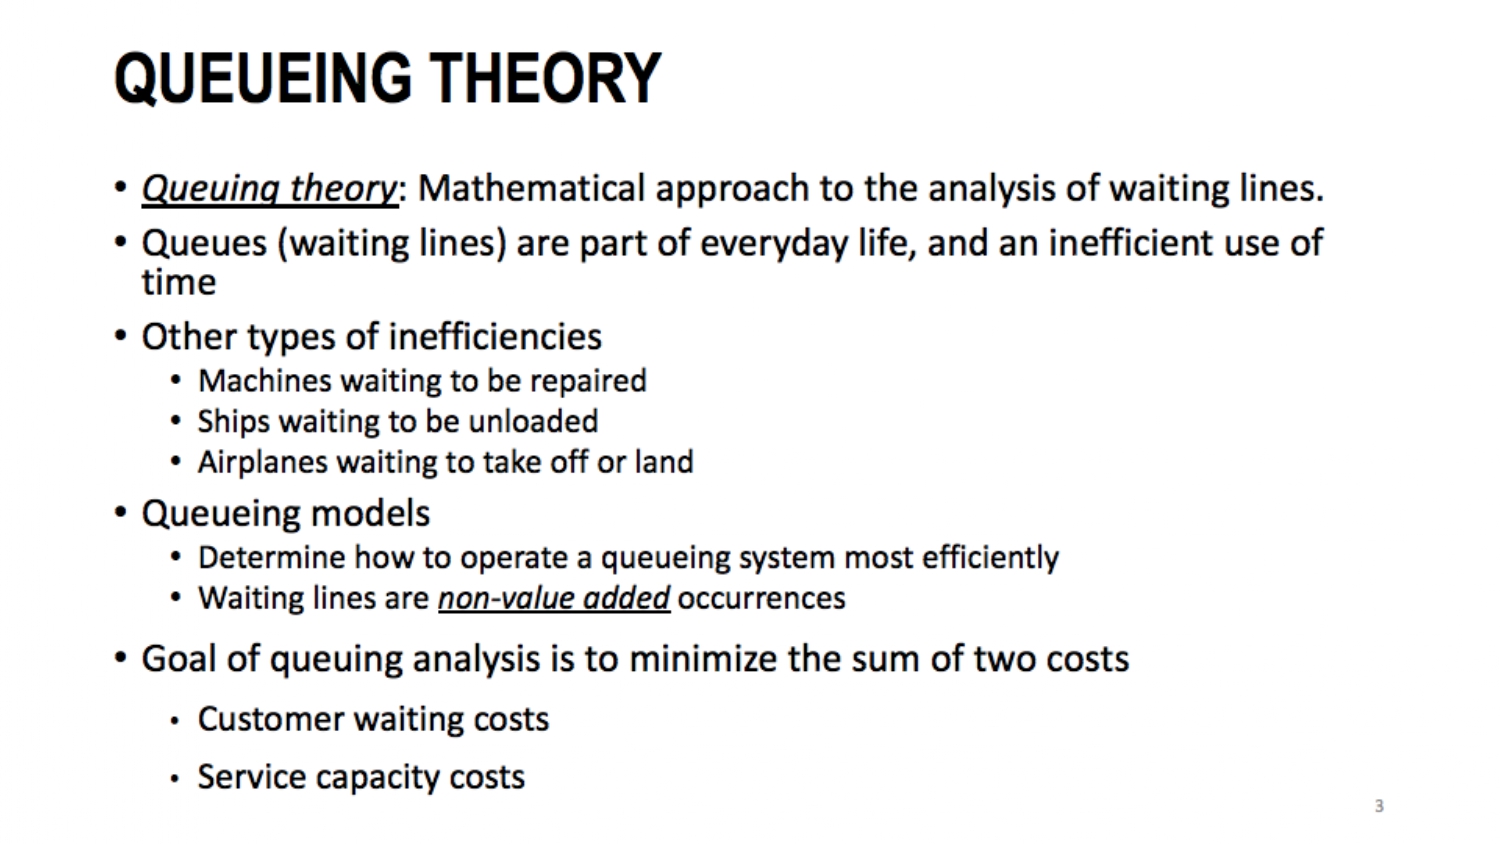 QUEUEING THEORY
• Queuing theory: Mathematical approach to the analysis of waiting lines.
• Queues (waiting lines) are part of everyday life, and an inefficient use of
time
• Other types of inefficiencies
• Machines waiting to be repaired
• Ships waiting to be unloaded
• Airplanes waiting to take off or land
• Queueing models
• Determine how to operate a queueing system most efficiently
• Waiting lines are non-value added occurrences
• Goal of queuing analysis is to minimize the sum of two costs
• Customer waiting costs
• Service capacity costs
3